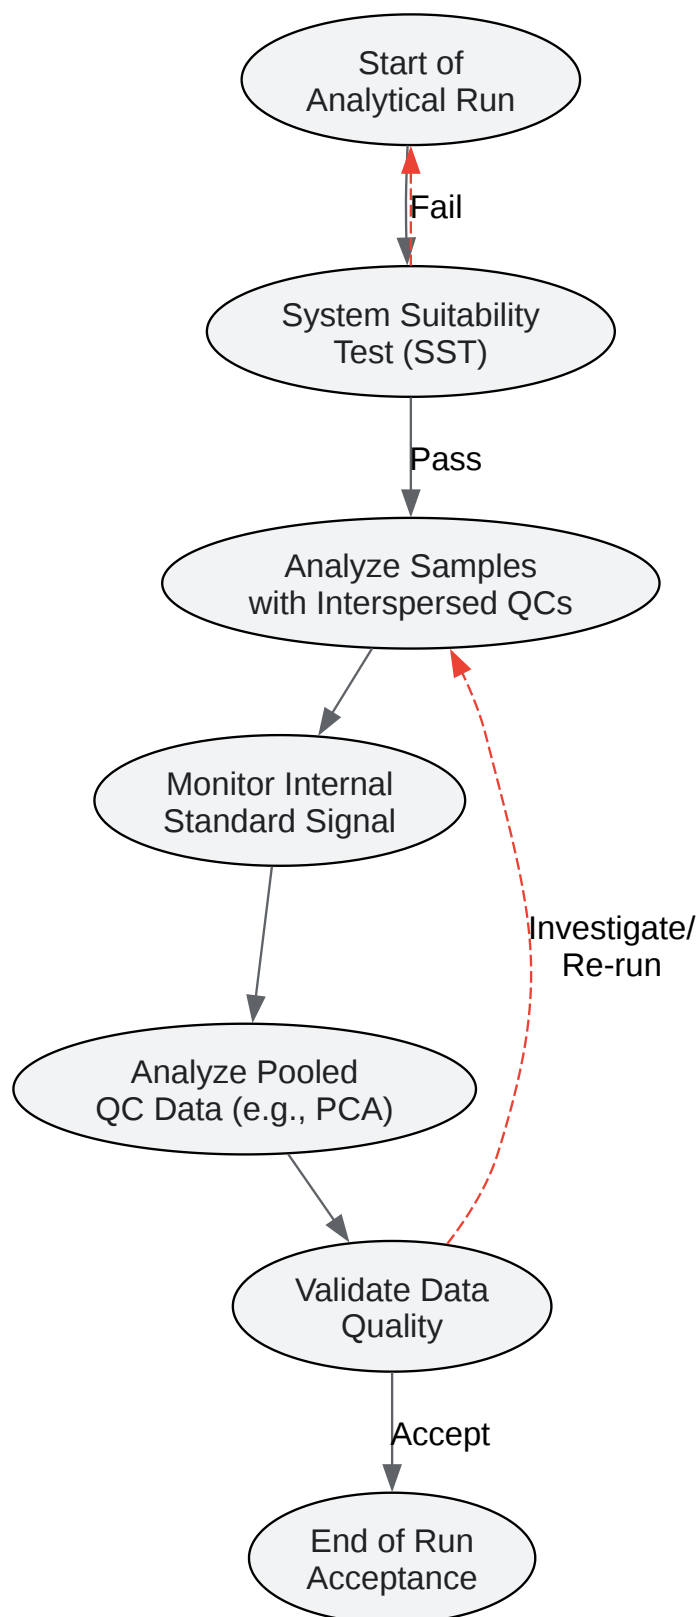 Start of
Analytical Run
Fail
System Suitability
Test (SST)
Pass
Analyze Samples
with Interspersed QCs
Monitor Internal
Standard Signal
Investigate/
Re-run
Analyze Pooled
QC Data (e.g., PCA)
Validate Data
Quality
Accept
End of Run
Acceptance